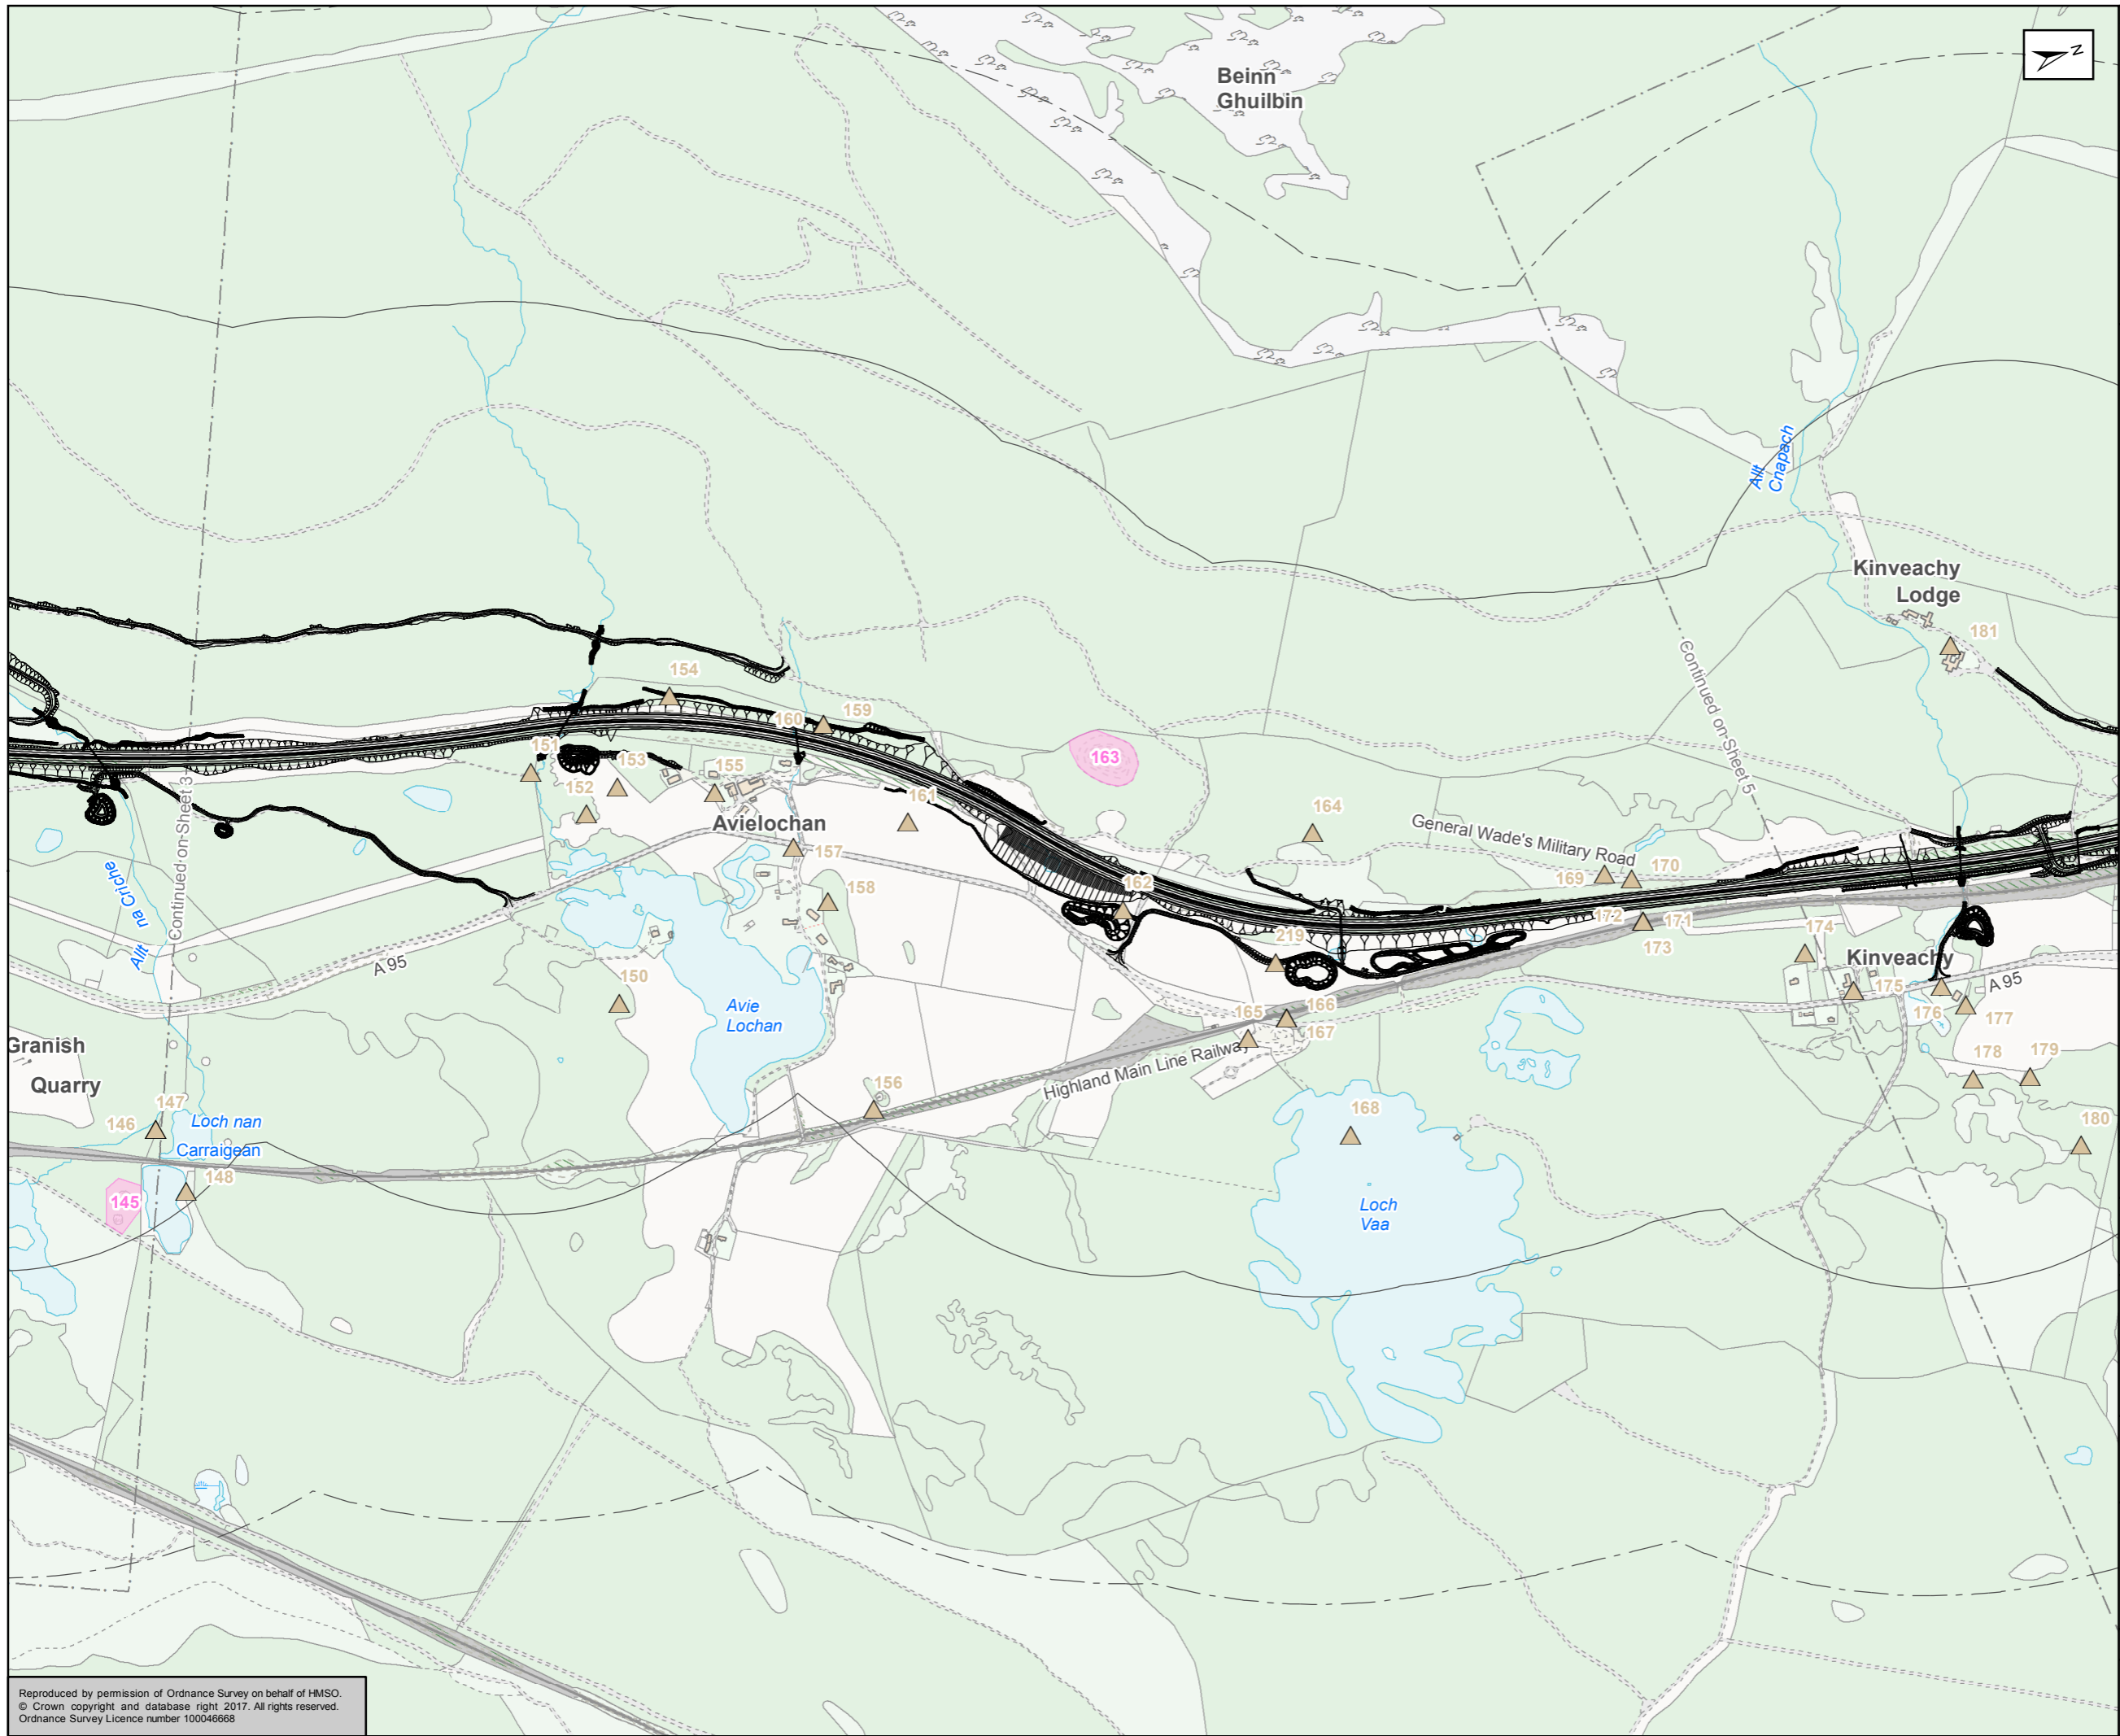 Z
Beinn
Ghuilbin
Allt
Cnapach
Kinveachy
Lodge
181
154
159
160
163
Continued on Sheet 5
151
153
152
155
161
Avielochan
164
General Wade's Military Road
157
170
169
158
162
172
171
173
174
219
Kinveachy
Allt na Criche
Continued on Sheet 3
A 95
150
Avie
Lochan
165
166
167
175
A 95
176
177
Granish
Quarry
Highland Main Line Railway
178
179
156
147
146
Loch nan
Carraigean
168
180
148
145
Loch
Vaa
Reproduced by permission of Ordnance Survey on behalf of HMSO.
© Crown copyright and database right 2017. All rights reserved.
Ordnance Survey Licence number 100046668